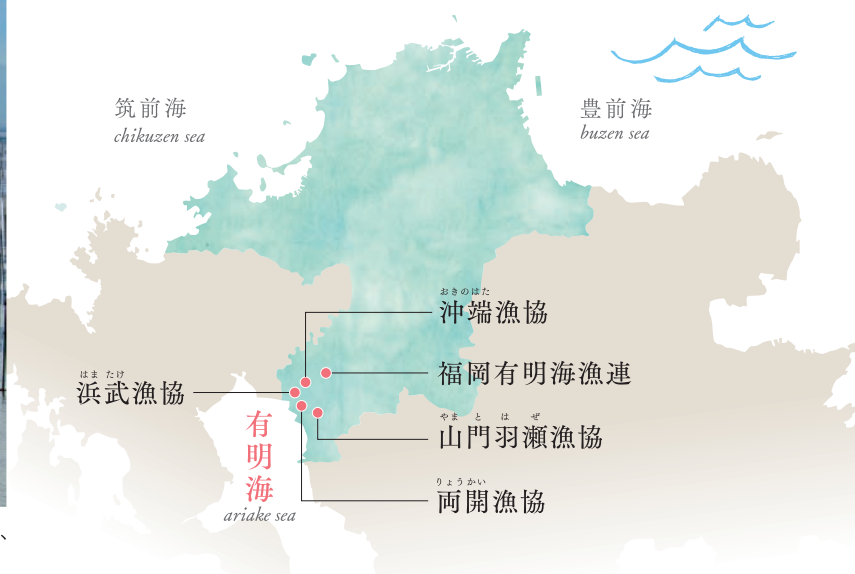 筑前海
chikuzen sea
豊前海
buzen sea
おきのはた
沖端漁協
福岡有明海漁連
はまたけ
浜武漁協
やまとはぜ
山門羽瀬漁協
有明海
ariake sea
りょうかい
両開漁協
、